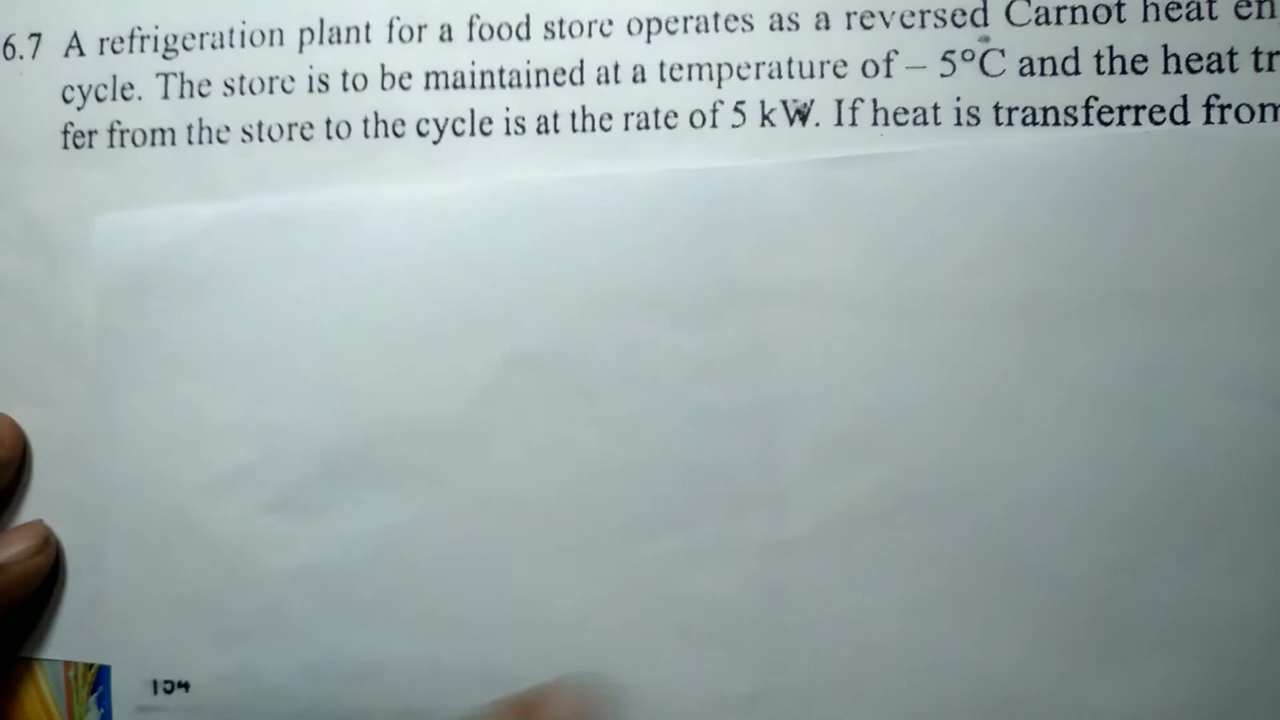 6.7 A refrigeration plant for a food store operates as a reversed Carnot heat en
cycle. The store is to be maintained at a temperature of – 5°C and the heat tr
fer from the store to the cycle is at the rate of 5 kW. If heat is transferred from
104